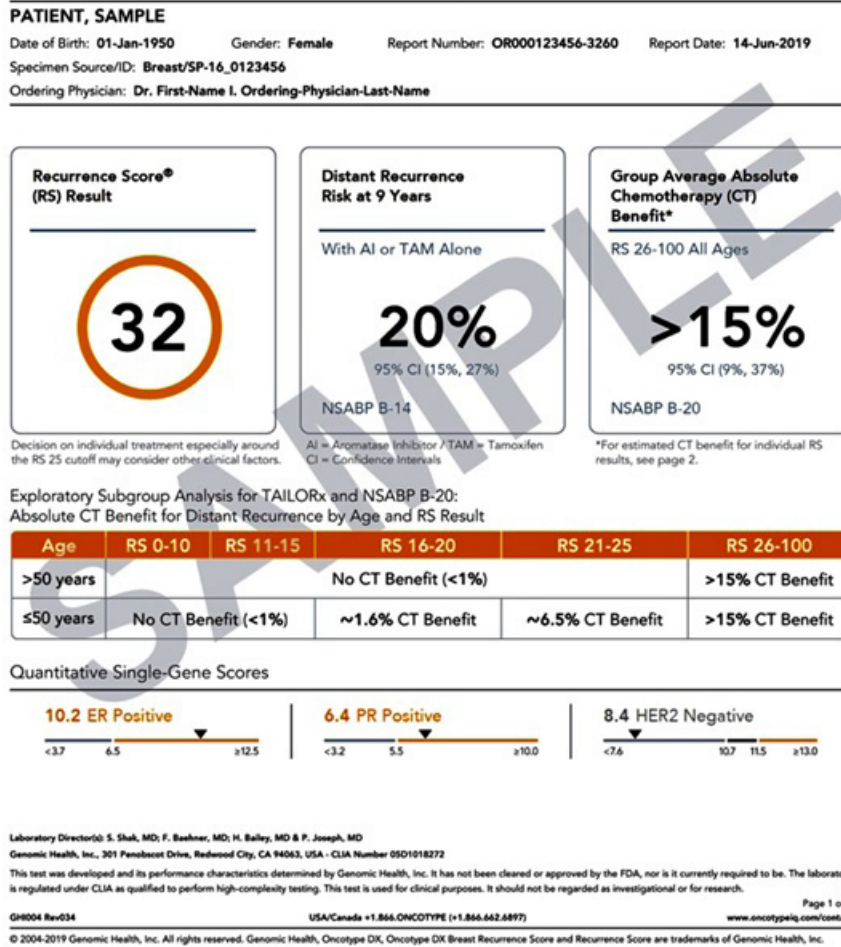 PATIENT, SAMPLE
Date of Birth: 01-Jan-1950 Gender: Female Report Number: OR000123456-3260 Report Date: 14-Jun-2019
Specimen Source/ID: Breast/SP-16_0123456
Ordering Physician: Dr. First-Name I. Ordering-Physician-Last-Name
SAMPLE
Recurrence Score®
(RS) Result
32
Decision on individual treatment especially around
the RS 25 cutoff may consider other clinical factors.
Distant Recurrence
Risk at 9 Years
With AI or TAM Alone
20%
95% CI (15%, 27%)
NSABP B-14
AI = Aromatase Inhibitor / TAM = Tamoxifen
CI = Confidence Intervals
Group Average Absolute
Chemotherapy (CT)
Benefit*
RS 26-100 All Ages
>15%
95% CI (9%, 37%)
NSABP B-20
*For estimated CT benefit for individual RS
results, see page 2.
Exploratory Subgroup Analysis for TAILORx and NSABP B-20:
Absolute CT Benefit for Distant Recurrence by Age and RS Result
Age RS 0-10 RS 11-15 RS 16-20 RS 21-25 RS 26-100
>50 years No CT Benefit (<1%) >15% CT Benefit
≤50 years No CT Benefit (<1%) ~1.6% CT Benefit ~6.5% CT Benefit >15% CT Benefit
Quantitative Single-Gene Scores
10.2 ER Positive
<3.7 6.5 ≥12.5
6.4 PR Positive
<3.2 5.5 ≥10.0
8.4 HER2 Negative
<7.6 10.7 11.5 ≥13.0
Laboratory Director(s): S. Shak, MD; F. Baehner, MD; H. Bailey, MD & P. Joseph, MD
Genomic Health, Inc., 301 Penobscot Drive, Redwood City, CA 94063, USA - CLIA Number 05D1018272
This test was developed and its performance characteristics determined by Genomic Health, Inc. It has not been cleared or approved by the FDA, nor is it currently required to be. The laborato
is regulated under CLIA as qualified to perform high-complexity testing. This test is used for clinical purposes. It should not be regarded as investigational or for research.
Page 1 o
GHI004 Rev034 USA/Canada +1.866.ONCOTYPE (+1.866.662.6897) www.oncotypeiq.com/cont
© 2004-2019 Genomic Health, Inc. All rights reserved. Genomic Health, Oncotype DX, Oncotype DX Breast Recurrence Score and Recurrence Score are trademarks of Genomic Health, Inc.